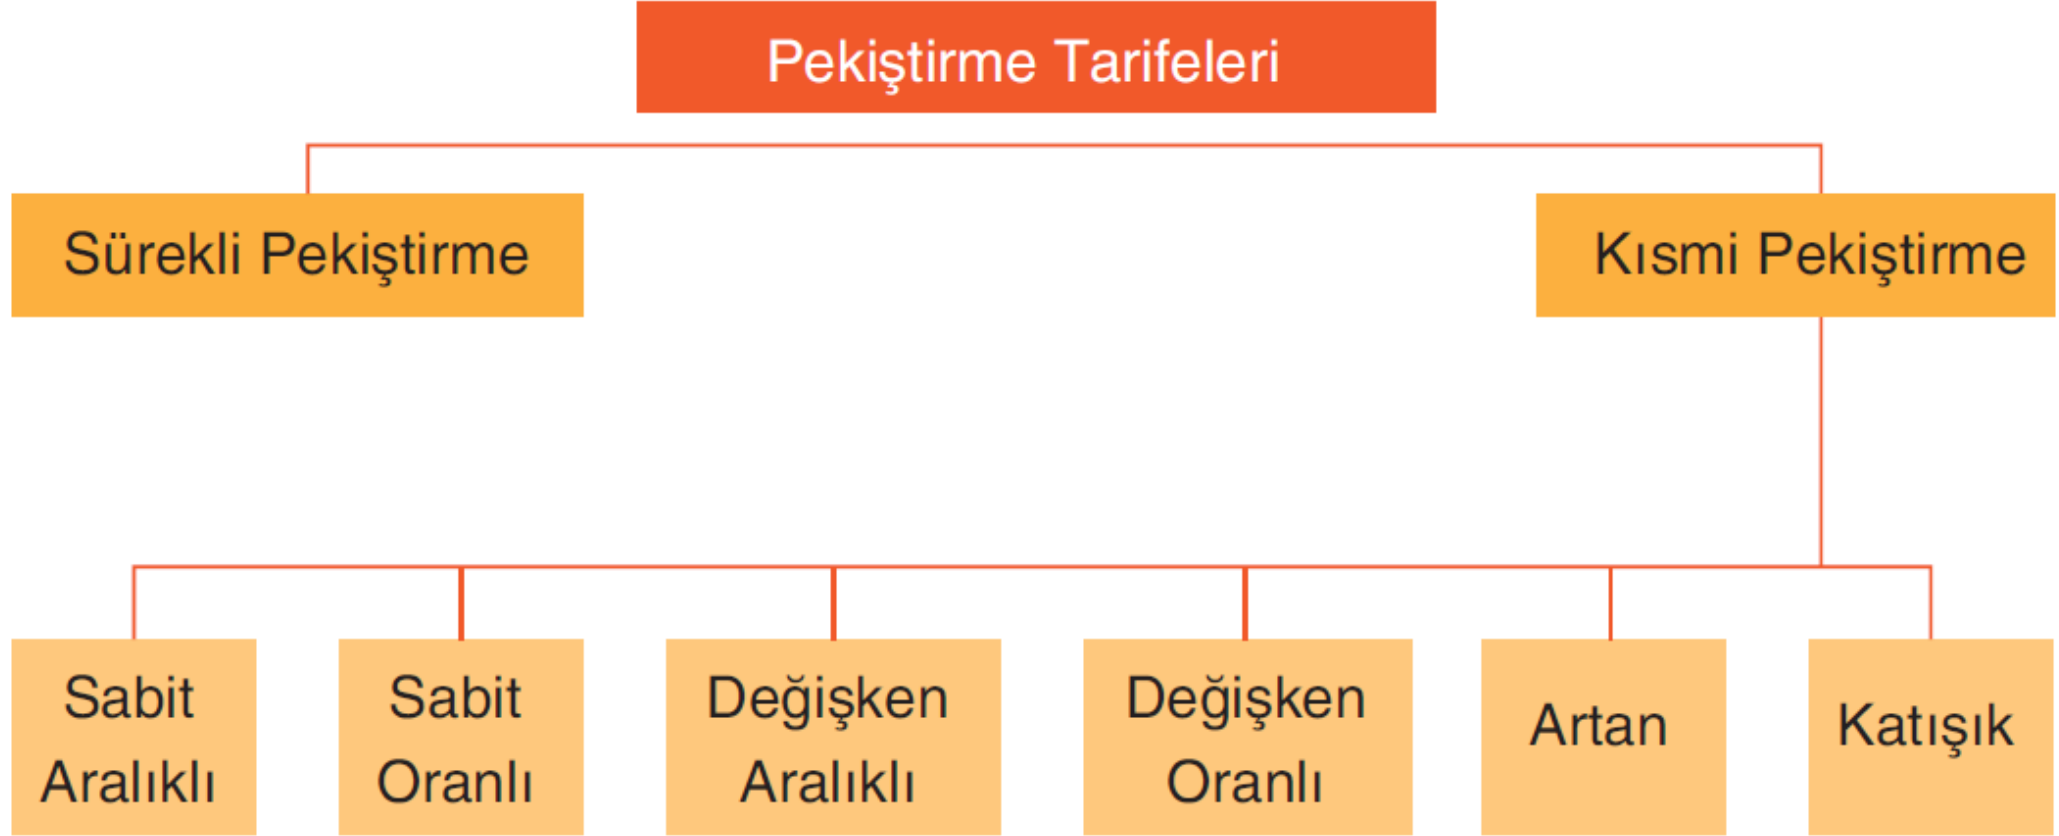 Pekiştirme Tarifeleri
Sürekli Pekiştirme
Kısmi Pekiştirme
Sabit
Aralıklı
Sabit
Oranlı
Değişken
Aralıklı
Değişken
Oranlı
Artan
Katışık